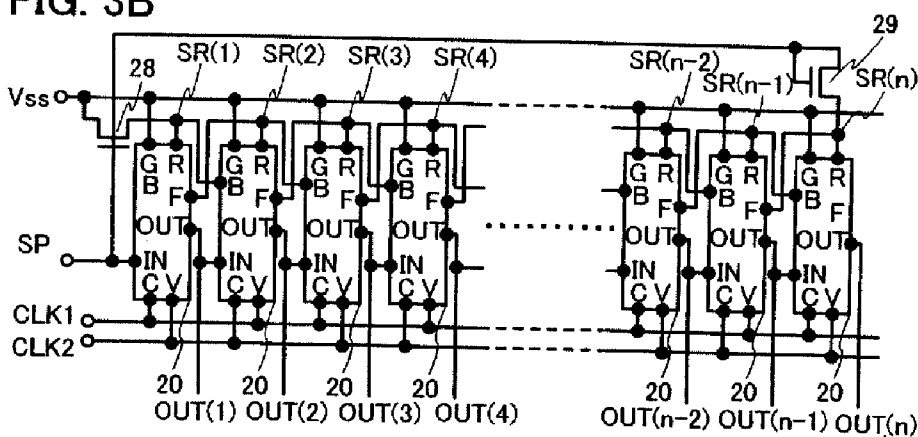 FIG. 3B
29
SR(1) SR(2) SR(3) SR(4) SR(n-2) SR(n-1) SR(n)
28
Vss
G R G R G R G R G R G R G R
B B B B B B B
F F F F F F
OUT OUT OUT OUT OUT OUT OUT
SP
IN IN IN IN IN IN IN
C V C V C V C V C V C V C V
CLK1
CLK2
20 20 20 20 20 20 20
OUT(1) OUT(2) OUT(3) OUT(4) OUT(n-2) OUT(n-1) OUT(n)